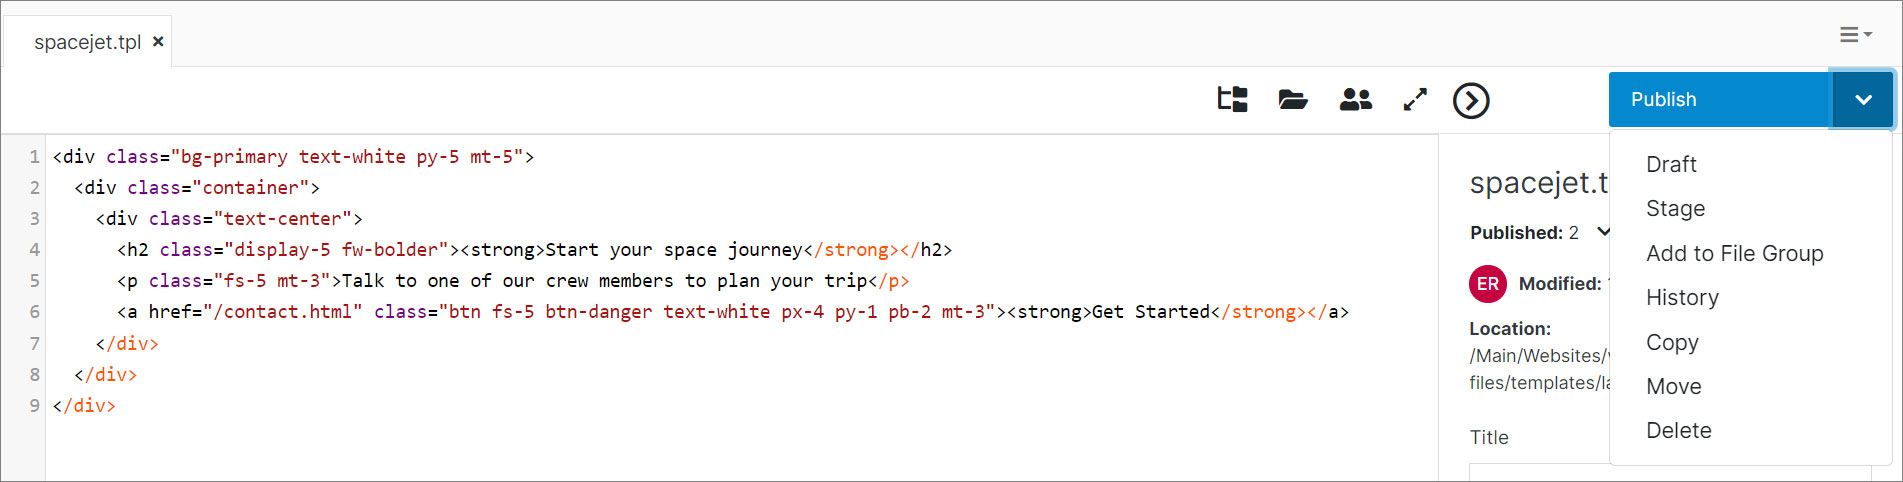 spacejet.tpl ×
Publish
1 <div class="bg-primary text-white py-5 mt-5">
2   <div class="container">
3     <div class="text-center">
4       <h2 class="display-5 fw-bolder"><strong>Start your space journey</strong></h2>
5       <p class="fs-5 mt-3">Talk to one of our crew members to plan your trip</p>
6       <a href="/contact.html" class="btn fs-5 btn-danger text-white px-4 py-1 pb-2 mt-3"><strong>Get Started</strong></a>
7     </div>
8   </div>
9 </div>
spacejet.t
Published: 2
ER Modified:
Location:
/Main/Websites/
files/templates/la
Title
Draft
Stage
Add to File Group
History
Copy
Move
Delete